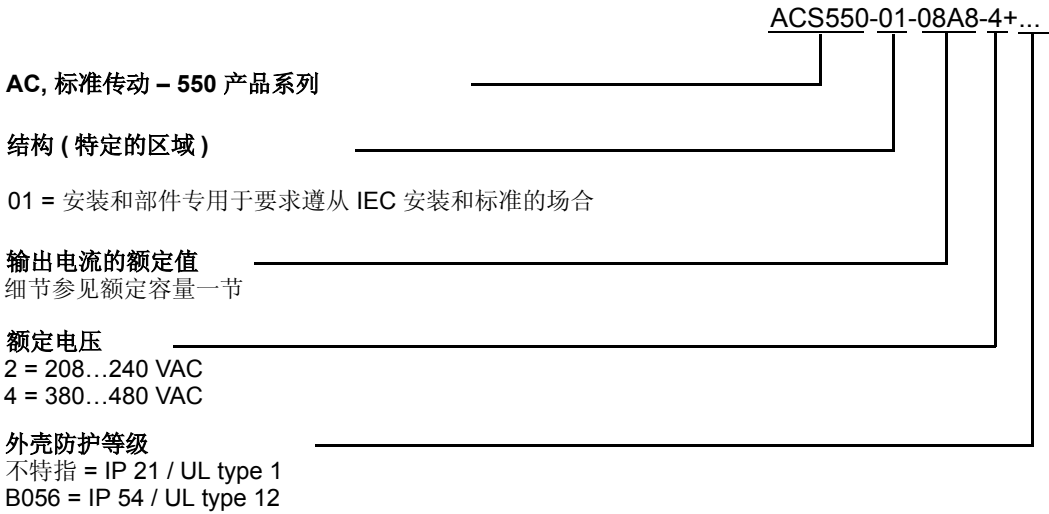 ACS550-01-08A8-4+...
AC, 标准传动 – 550 产品系列
结构 ( 特定的区域 )
01 = 安装和部件专用于要求遵从 IEC 安装和标准的场合
输出电流的额定值
细节参见额定容量一节
额定电压
2 = 208…240 VAC
4 = 380…480 VAC
外壳防护等级
不特指 = IP 21 / UL type 1
B056 = IP 54 / UL type 12